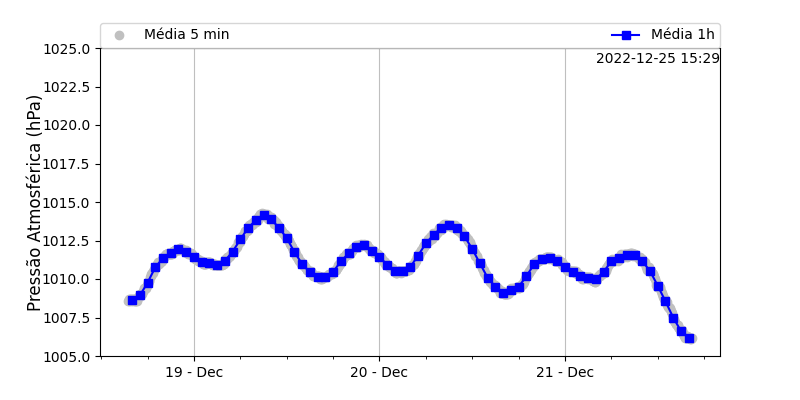 Média 5 min
Média 1h
2022-12-25 15:29
Pressão Atmosférica (hPa)
1025.0
1022.5
1020.0
1017.5
1015.0
1012.5
1010.0
1007.5
1005.0
19 - Dec
20 - Dec
21 - Dec